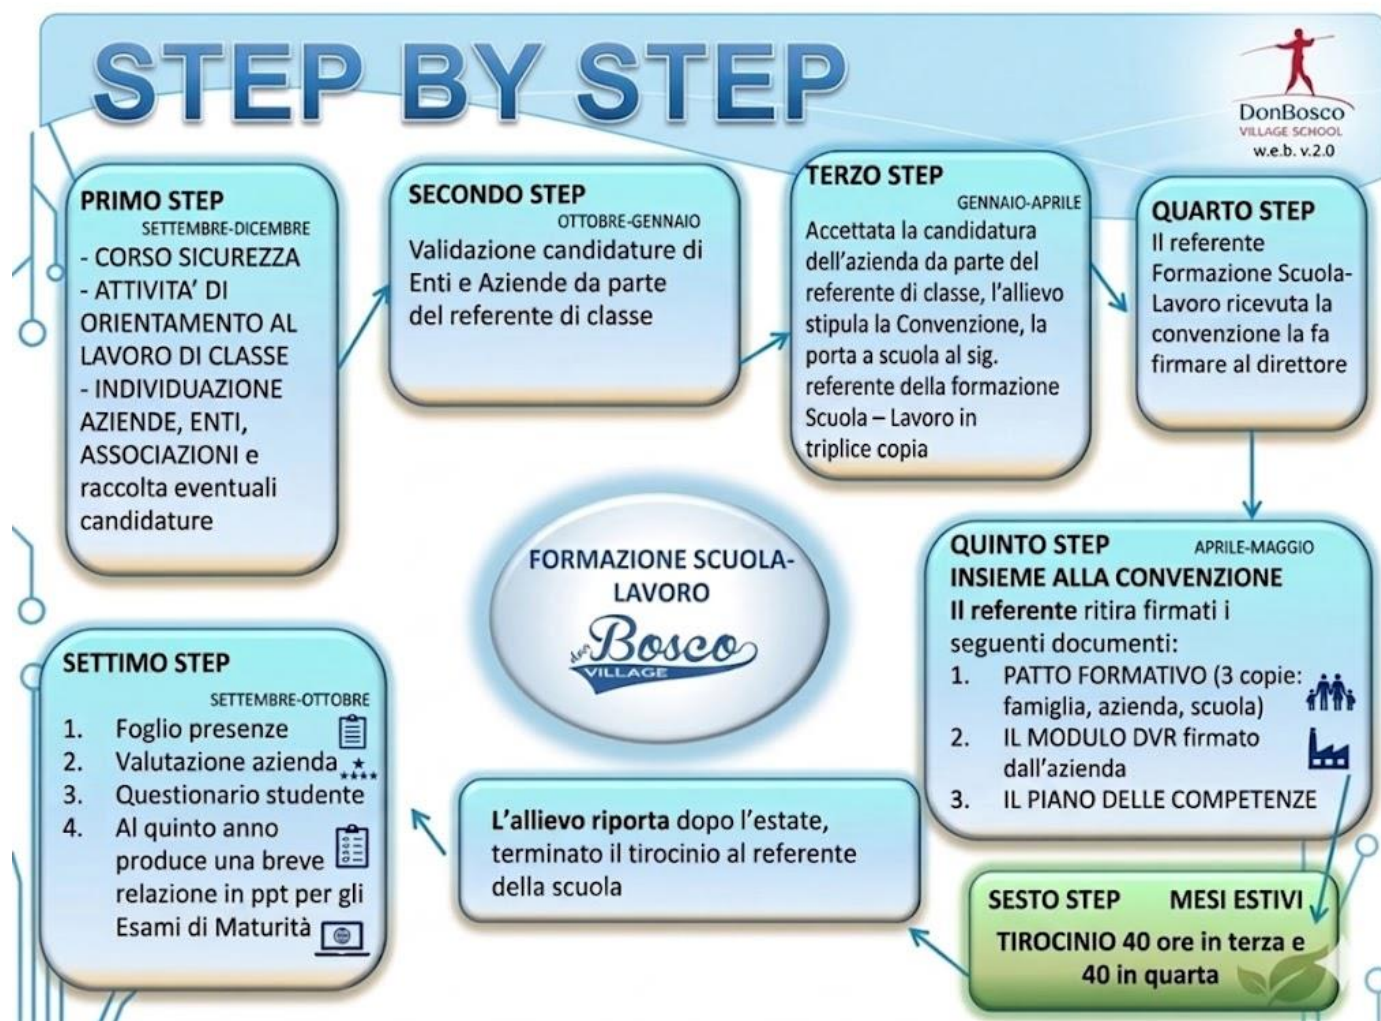 STEP BY STEP
DonBosco
VILLAGE SCHOOL
w.e.b. v.2.0
PRIMO STEP
SETTEMBRE-DICEMBRE
- CORSO SICUREZZA
- ATTIVITA’ DI
ORIENTAMENTO AL
LAVORO DI CLASSE
- INDIVIDUAZIONE
AZIENDE, ENTI,
ASSOCIAZIONI e
raccolta eventuali
candidature
SECONDO STEP
OTTOBRE-GENNAIO
Validazione candidature di
Enti e Aziende da parte
del referente di classe
TERZO STEP
GENNAIO-APRILE
Accettata la candidatura
dell’azienda da parte del
referente di classe, l’allievo
stipula la Convenzione, la
porta a scuola al sig.
referente della formazione
Scuola – Lavoro in
triplice copia
QUARTO STEP
Il referente
Formazione Scuola-
Lavoro ricevuta la
convenzione la fa
firmare al direttore
FORMAZIONE SCUOLA-
LAVORO
don Bosco
VILLAGE
QUINTO STEP APRILE-MAGGIO
INSIEME ALLA CONVENZIONE
Il referente ritira firmati i
seguenti documenti:
1. PATTO FORMATIVO (3 copie:
famiglia, azienda, scuola)
2. IL MODULO DVR firmato
dall’azienda
3. IL PIANO DELLE COMPETENZE
SESTO STEP MESI ESTIVI
TIROCINIO 40 ore in terza e
40 in quarta
L’allievo riporta dopo l’estate,
terminato il tirocinio al referente
della scuola
SETTIMO STEP
SETTEMBRE-OTTOBRE
1. Foglio presenze
2. Valutazione azienda
3. Questionario studente
4. Al quinto anno
produce una breve
relazione in ppt per gli
Esami di Maturità